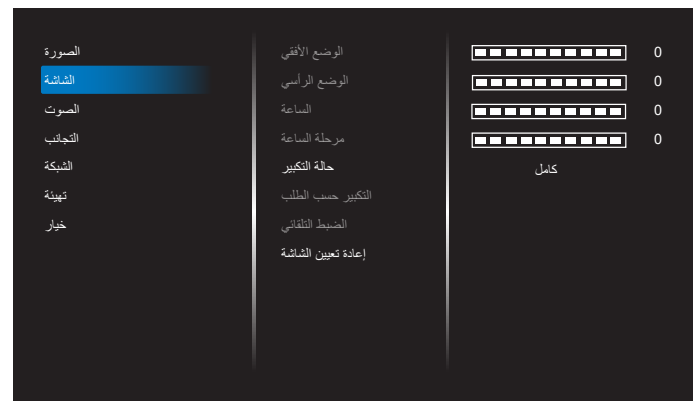 الصورة
الشاشة
الصوت
التجانب
الشبكة
تهيئة
خيار
الوضع الأفقي 0
الوضع الرأسي 0
الساعة 0
مرحلة الساعة 0
حالة التكبير كامل
التكبير حسب الطلب
الضبط التلقائي
إعادة تعيين الشاشة